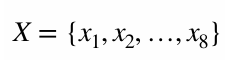 X = {x₁, x₂, …, x₈}